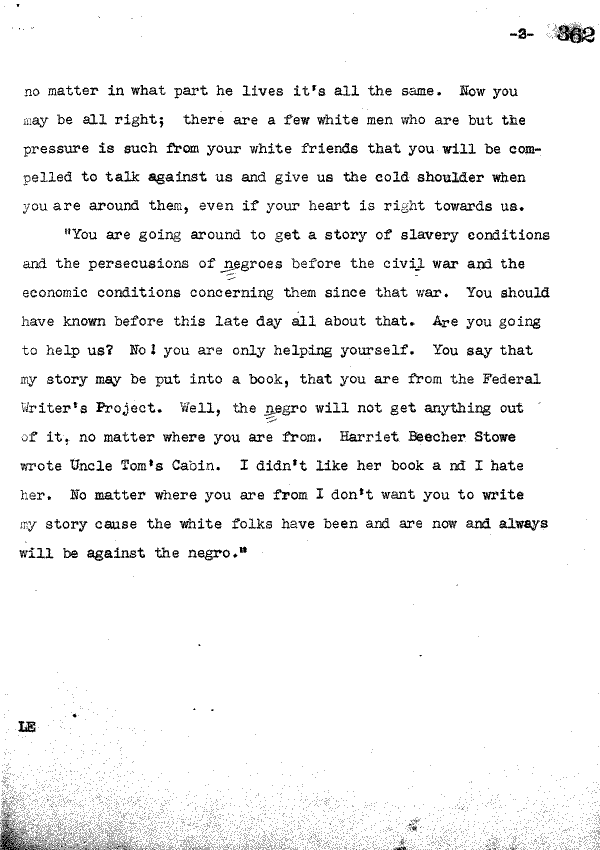 -3- 362
no matter in what part he lives it's all the same. Now you
may be all right; there are a few white men who are but the
pressure is such from your white friends that you will be com-
pelled to talk against us and give us the cold shoulder when
you are around them, even if your heart is right towards us.
"You are going around to get a story of slavery conditions
and the persecusions of negroes before the civil war and the
economic conditions concerning them since that war. You should
have known before this late day all about that. Are you going
to help us? No! you are only helping yourself. You say that
my story may be put into a book, that you are from the Federal
Writer's Project. Well, the negro will not get anything out
of it, no matter where you are from. Harriet Beecher Stowe
wrote Uncle Tom's Cabin. I didn't like her book a nd I hate
her. No matter where you are from I don't want you to write
my story cause the white folks have been and are now and always
will be against the negro."
LE